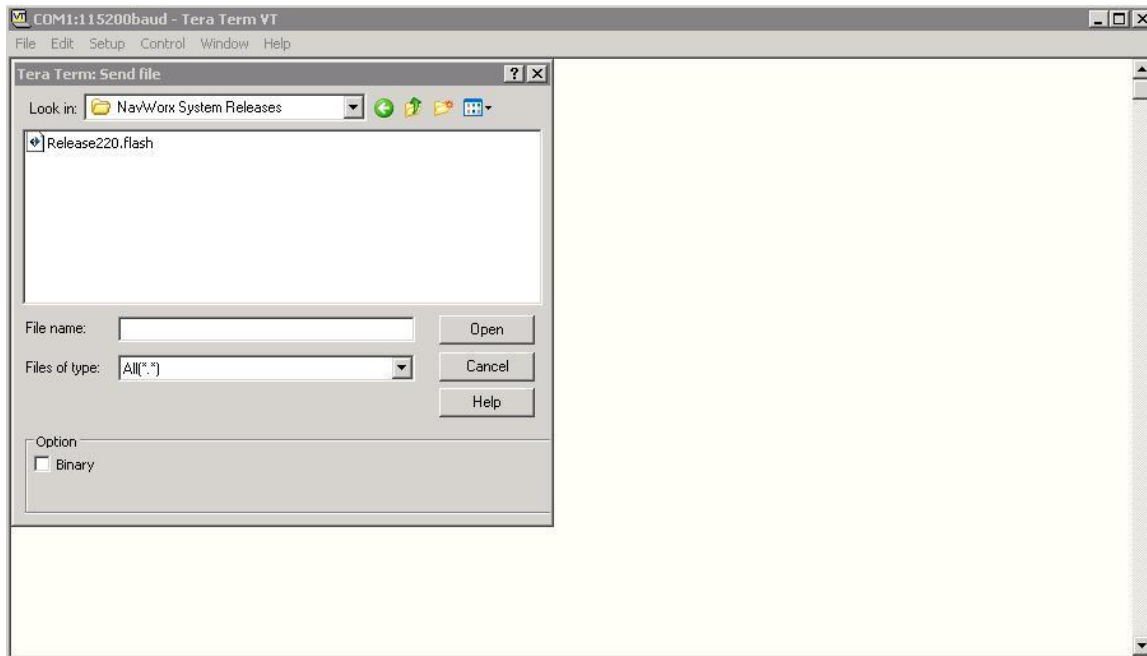 COM1:115200baud - Tera Term VT
File Edit Setup Control Window Help
Tera Term: Send file
Look in: NavWorx System Releases
Release220.flash
File name: Open
Files of type: All(*.*) Cancel
Help
Option
Binary